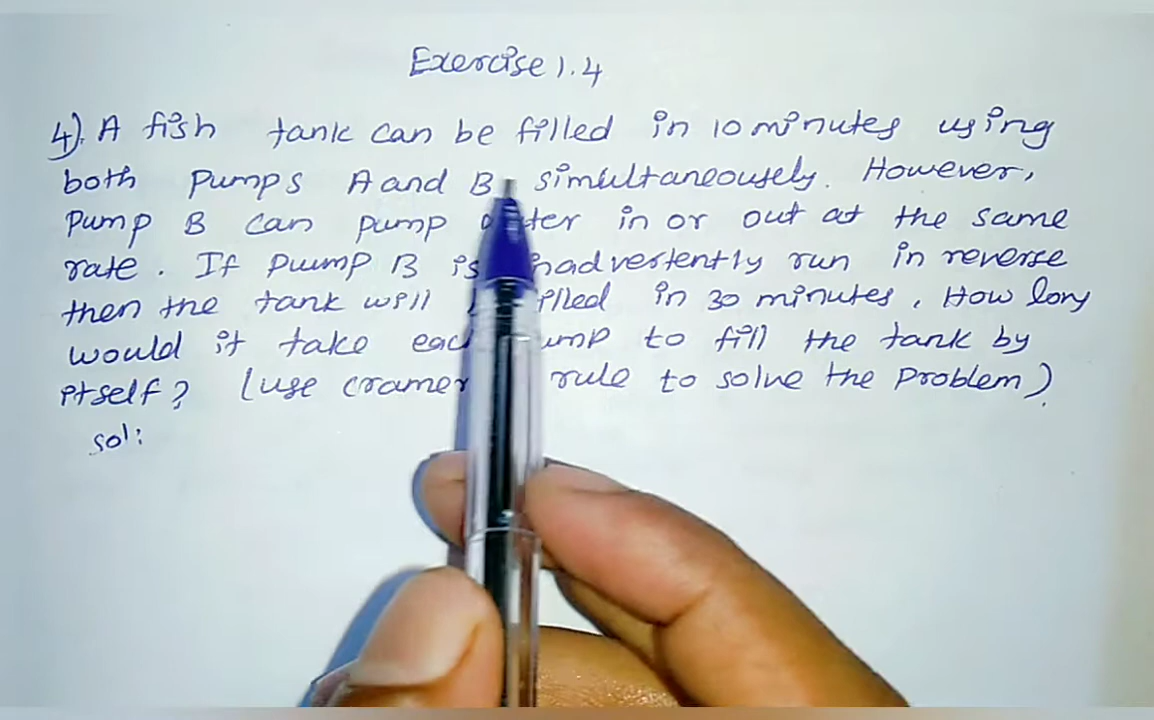 Exercise 1.4
4). A fish tank can be filled in 10 minutes using
both Pumps A and B simultaneously. However,
Pump B can pump in or out at the same
rate. If Pump B is run in reverse
then the tank will in 30 minutes. How long
would it take to fill the tank by
itself? (use rule to solve the Problem).
sol: